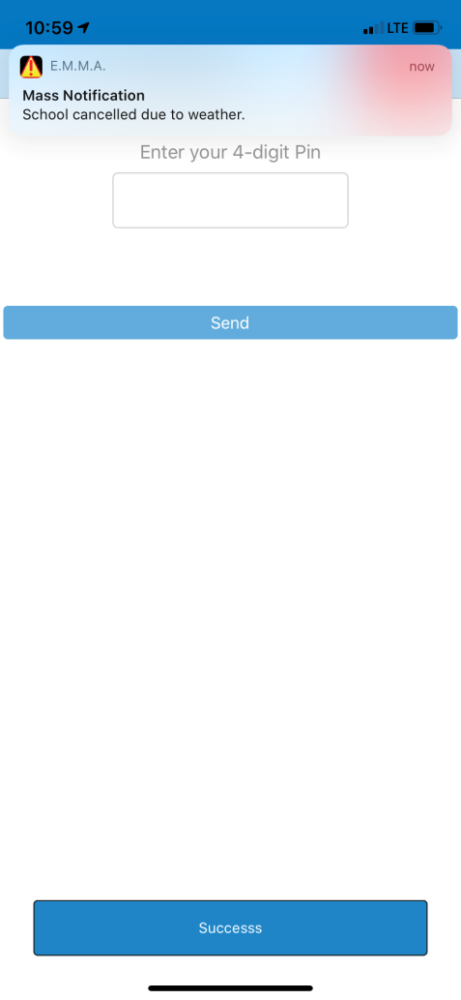 10:59
LTE
E.M.M.A.
now
Mass Notification
School cancelled due to weather.
Enter your 4-digit Pin
Send
Successs